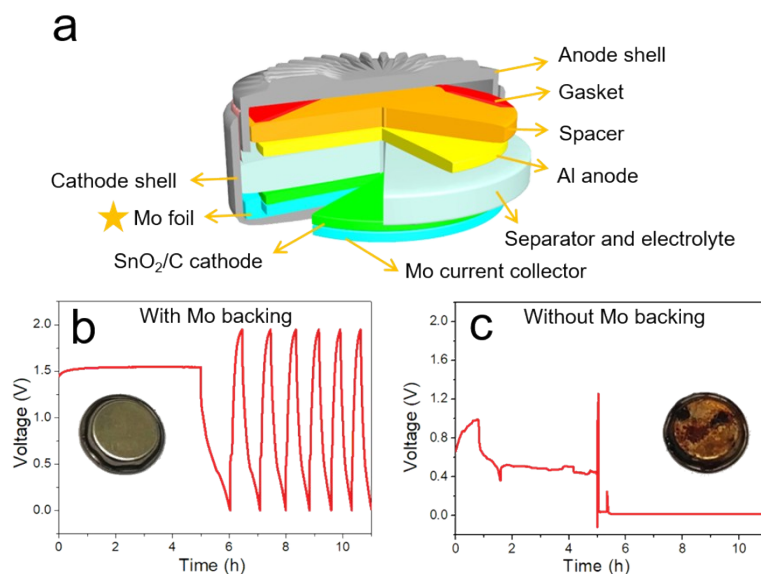 a
Anode shell
Gasket
Spacer
Al anode
Cathode shell
Mo foil
Separator and electrolyte
SnO₂/C cathode
Mo current collector
b
With Mo backing
2.0
1.5
1.0
0.5
0.0
Voltage (V)
0 2 4 6 8 10
Time (h)
c
Without Mo backing
2.0
1.6
1.2
0.8
0.4
0.0
Voltage (V)
0 2 4 6 8 10
Time (h)